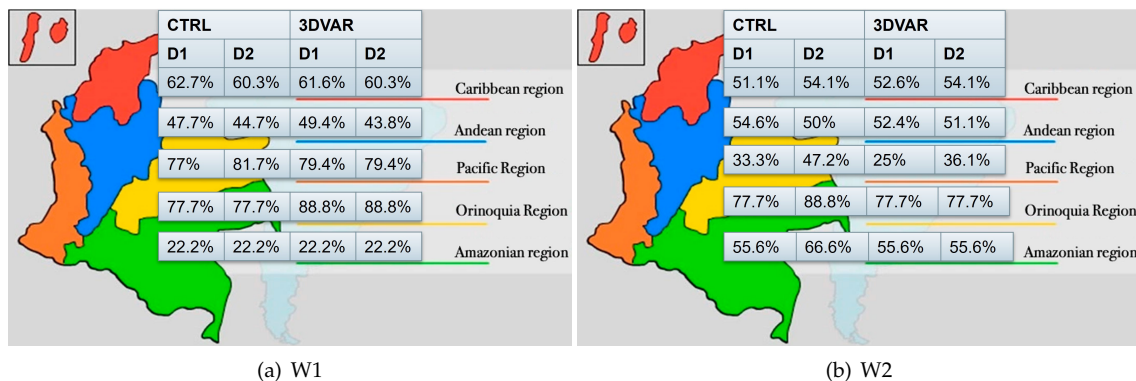 CTRL 3DVAR
D1 D2 D1 D2
62.7% 60.3% 61.6% 60.3% Caribbean region
47.7% 44.7% 49.4% 43.8% Andean region
77% 81.7% 79.4% 79.4% Pacific Region
77.7% 77.7% 88.8% 88.8% Orinoquia Region
22.2% 22.2% 22.2% 22.2% Amazonian region
(a) W1
CTRL 3DVAR
D1 D2 D1 D2
51.1% 54.1% 52.6% 54.1% Caribbean region
54.6% 50% 52.4% 51.1% Andean region
33.3% 47.2% 25% 36.1% Pacific Region
77.7% 88.8% 77.7% 77.7% Orinoquia Region
55.6% 66.6% 55.6% 55.6% Amazonian region
(b) W2